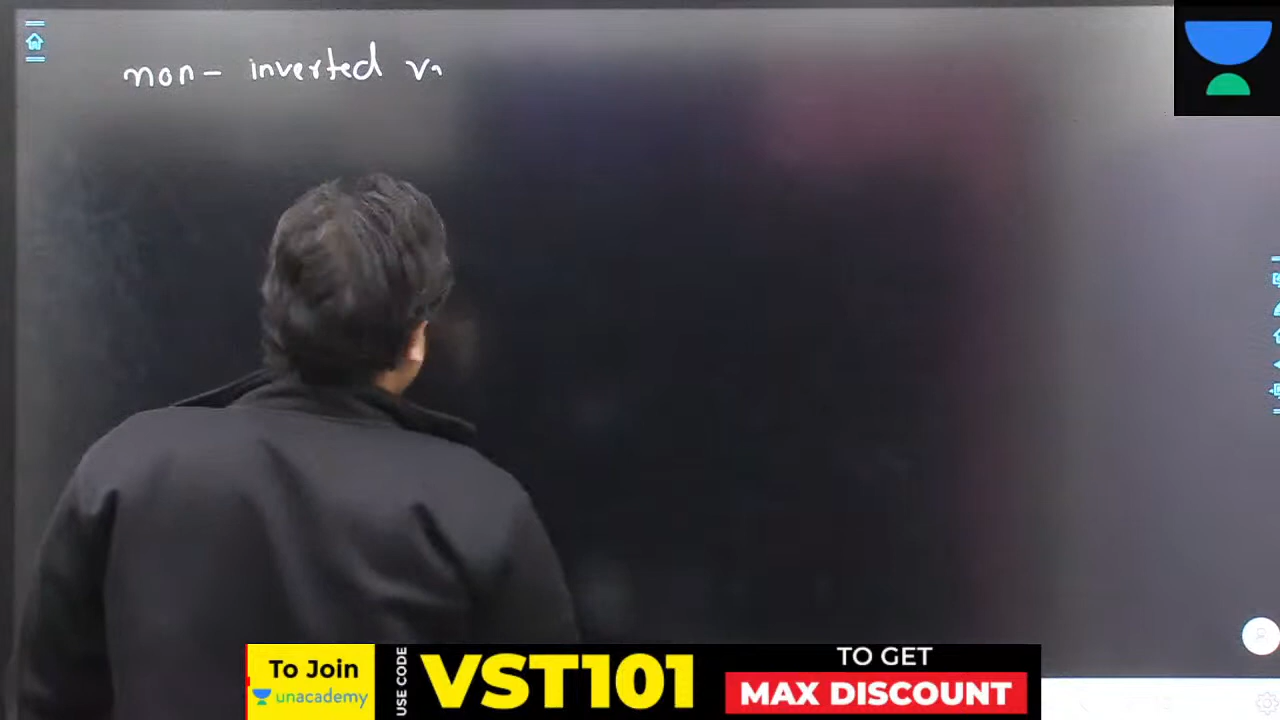 non- inverted
To Join
unacademy
USE CODE
VST101
TO GET
MAX DISCOUNT